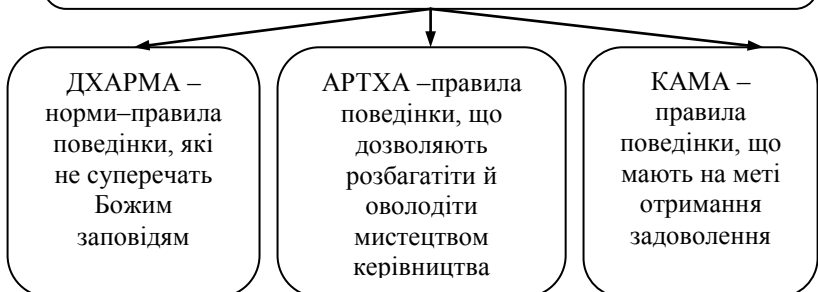 ДХАРМА –
норми–правила
поведінки, які
не суперечать
Божим
заповідям
АРТХА –правила
поведінки, що
дозволяють
розбагатіти й
оволодіти
мистецтвом
керівництва
КАМА –
правила
поведінки, що
мають на меті
отримання
задоволення